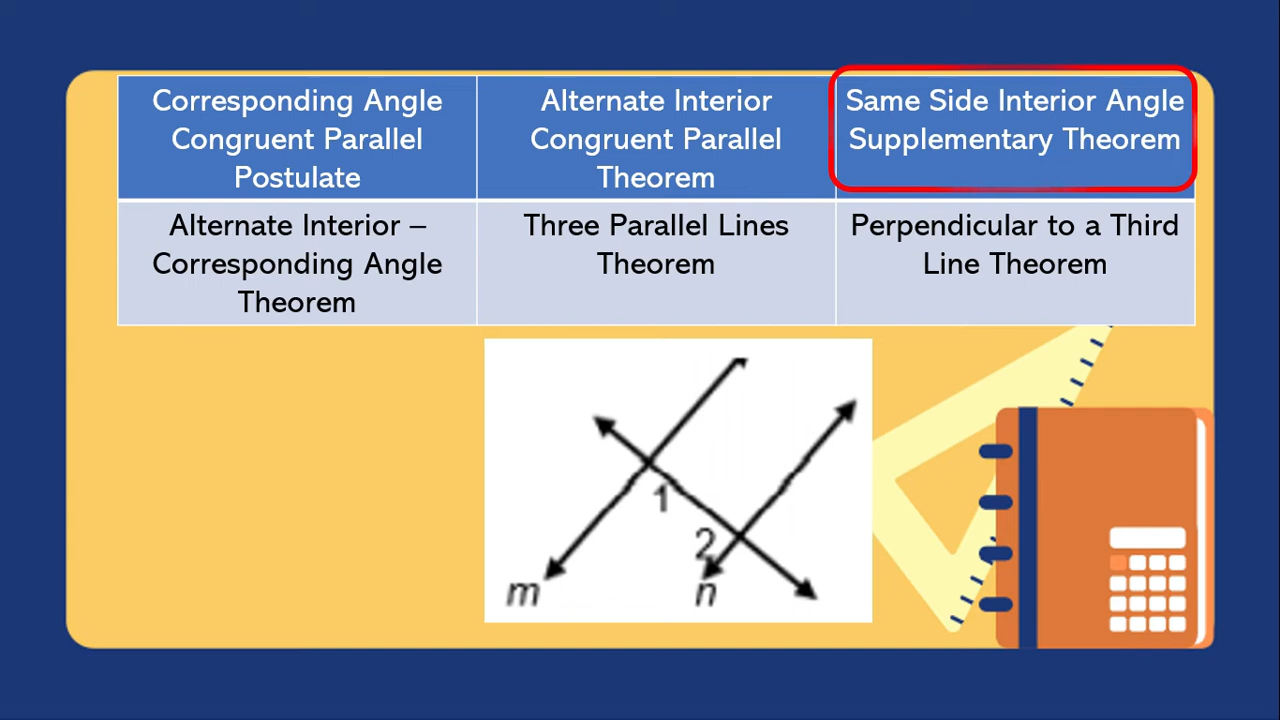 Corresponding Angle
Congruent Parallel
Postulate
Alternate Interior
Congruent Parallel
Theorem
Same Side Interior Angle
Supplementary Theorem
Alternate Interior –
Corresponding Angle
Theorem
Three Parallel Lines
Theorem
Perpendicular to a Third
Line Theorem
1
2
m
n